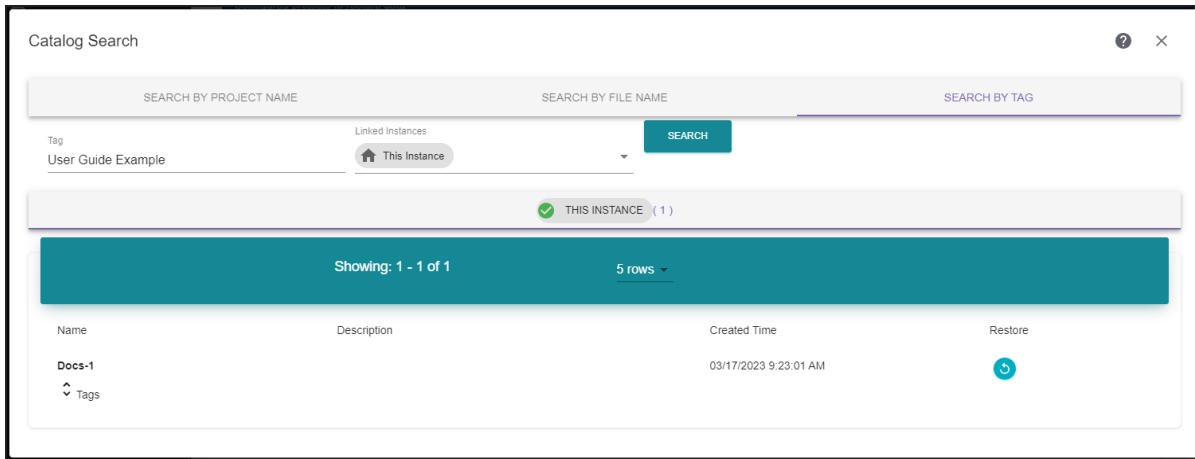 Catalog Search
SEARCH BY PROJECT NAME SEARCH BY FILE NAME SEARCH BY TAG
Tag Linked Instances
User Guide Example This Instance SEARCH
THIS INSTANCE ( 1 )
Showing: 1 - 1 of 1 5 rows
Name Description Created Time Restore
Docs-1 03/17/2023 9:23:01 AM
Tags